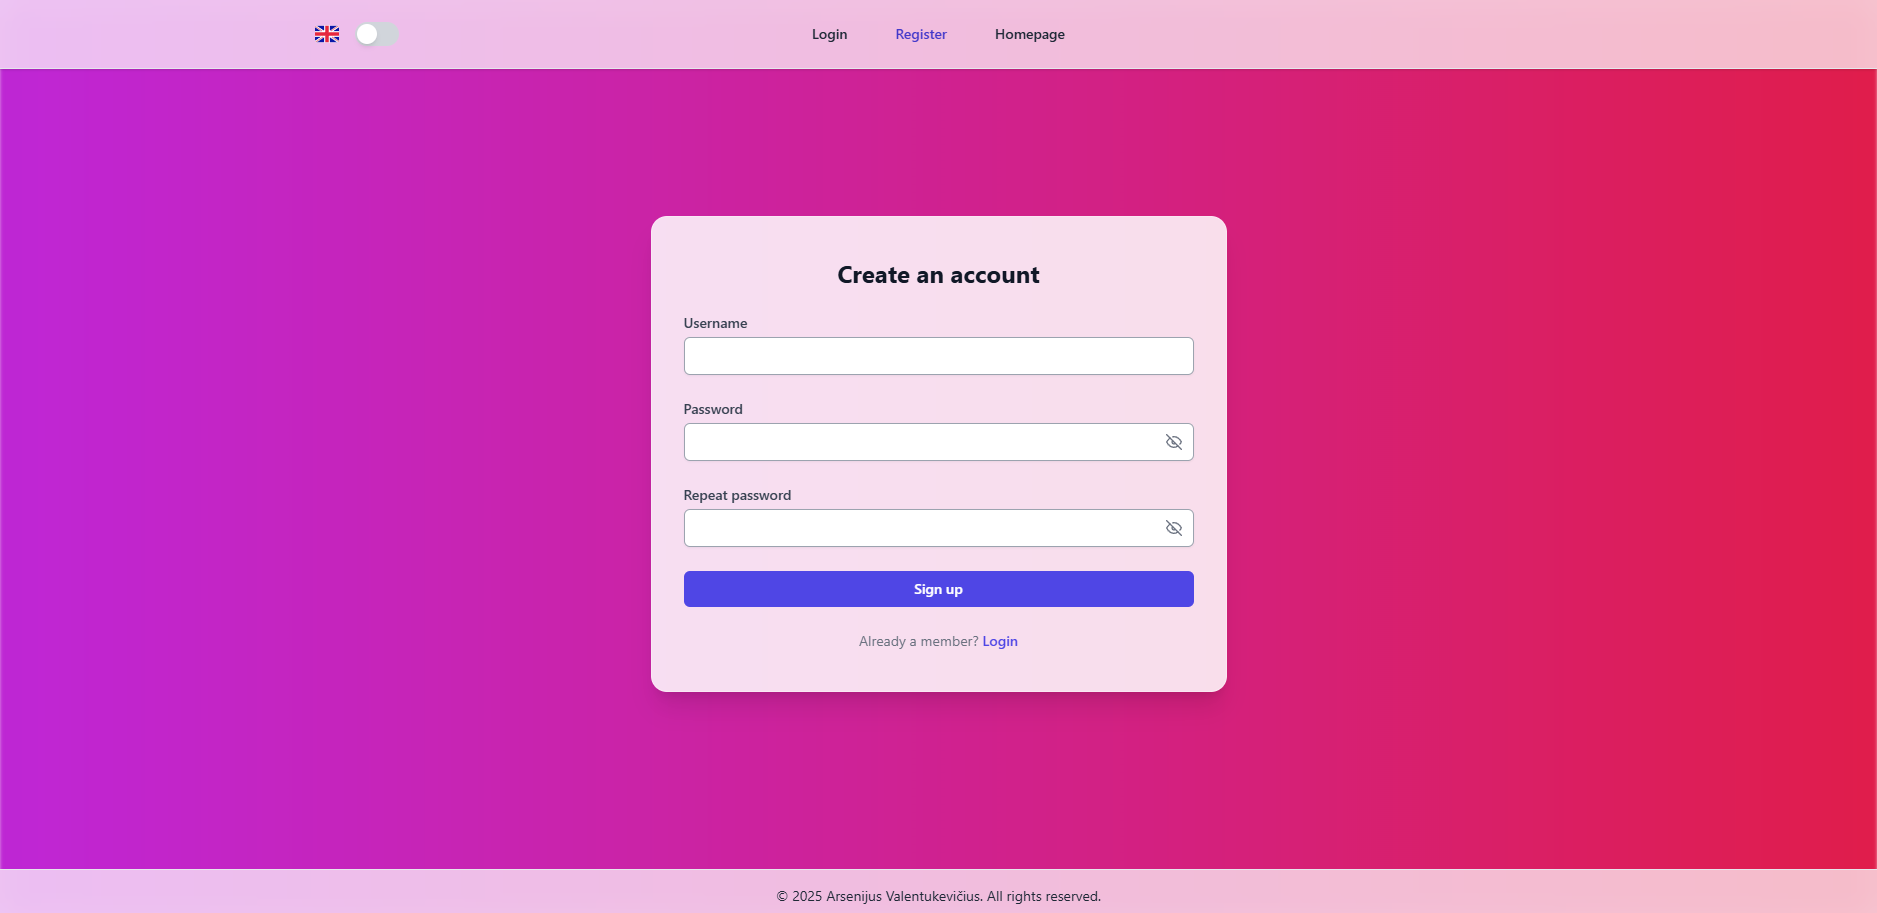 Login Register Homepage
Create an account
Username
Password
Repeat password
Sign up
Already a member? Login
© 2025 Arsenijus Valentukevičius. All rights reserved.